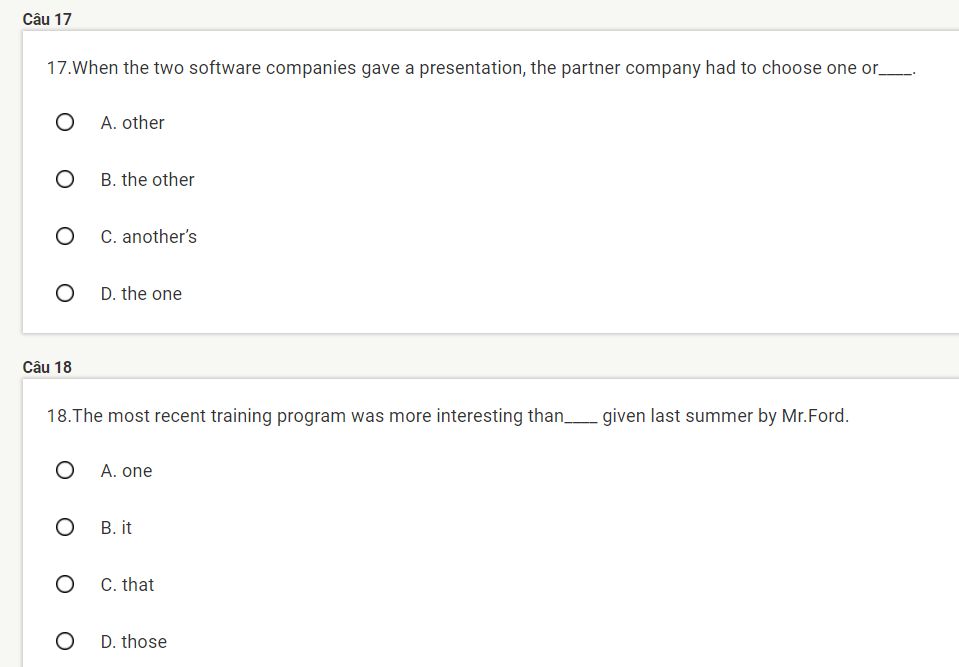 Câu 17
17.When the two software companies gave a presentation, the partner company had to choose one or____.
A. other
B. the other
C. another’s
D. the one
Câu 18
18.The most recent training program was more interesting than____ given last summer by Mr.Ford.
A. one
B. it
C. that
D. those